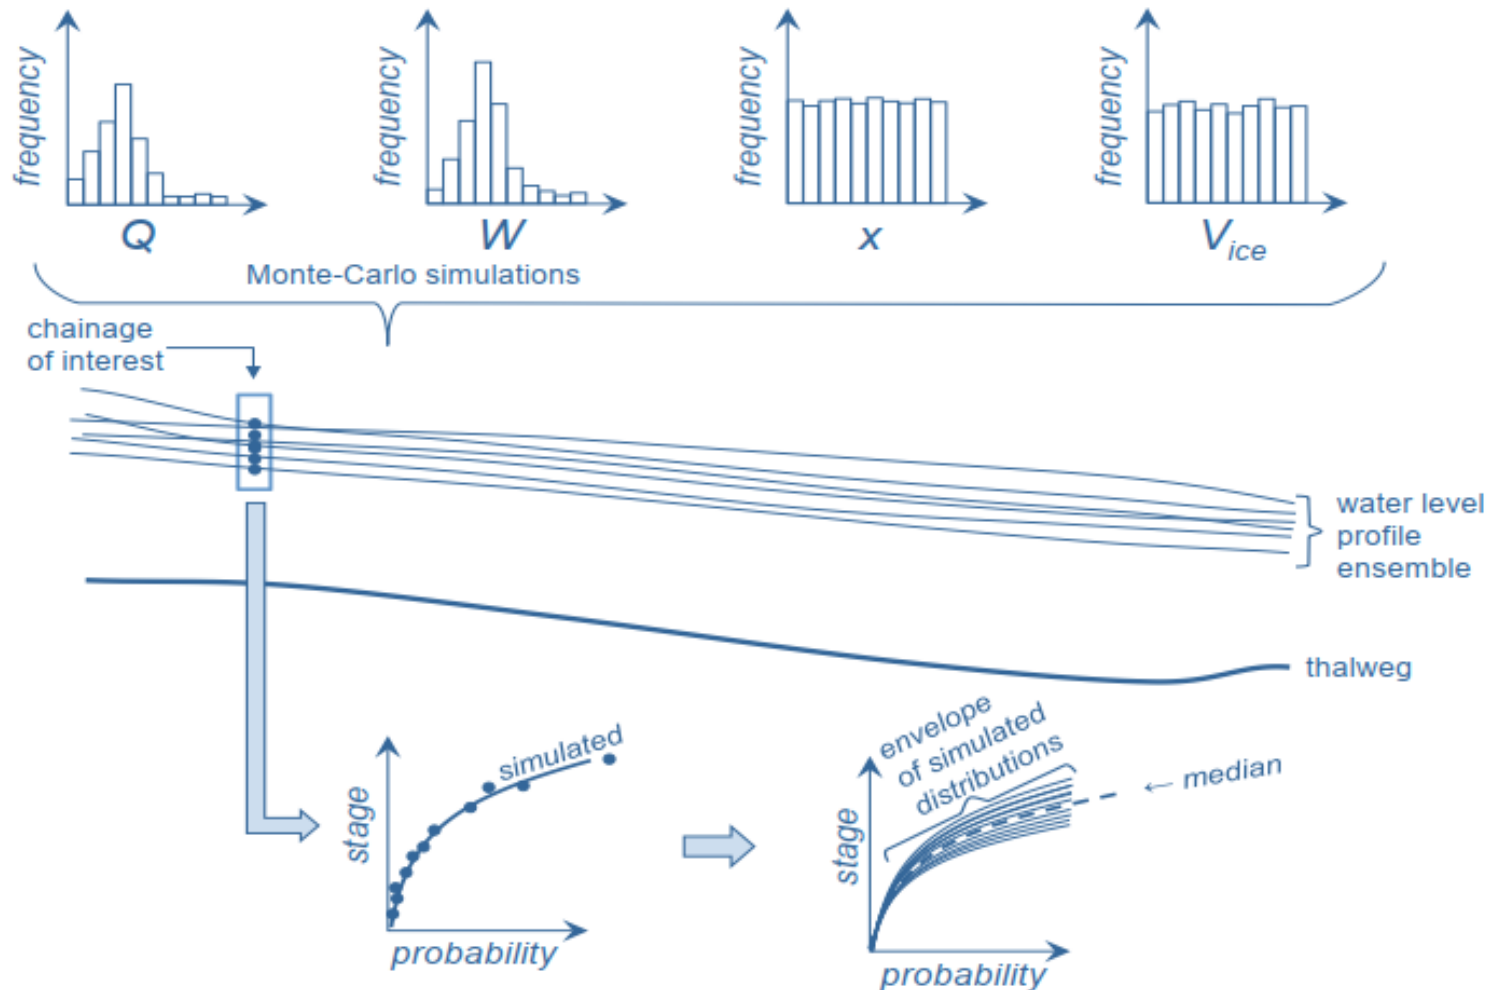 frequency
Q
frequency
W
frequency
x
frequency
Vice
Monte-Carlo simulations
chainage
of interest
water level
profile
ensemble
thalweg
stage
simulated
probability
envelope
of simulated
distributions
← median
stage
probability